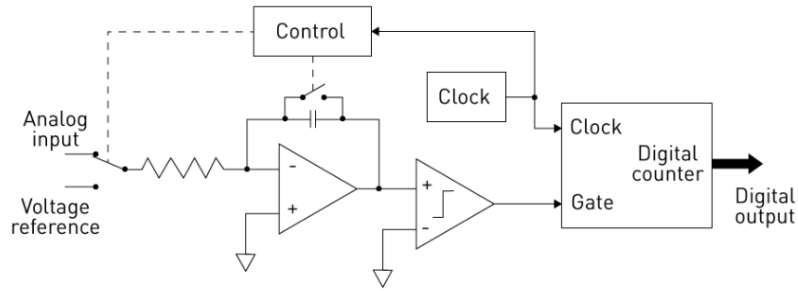 Control
Clock
Analog
input
Voltage
reference
-
+
+
-
Clock
Digital
counter
Gate
Digital
output